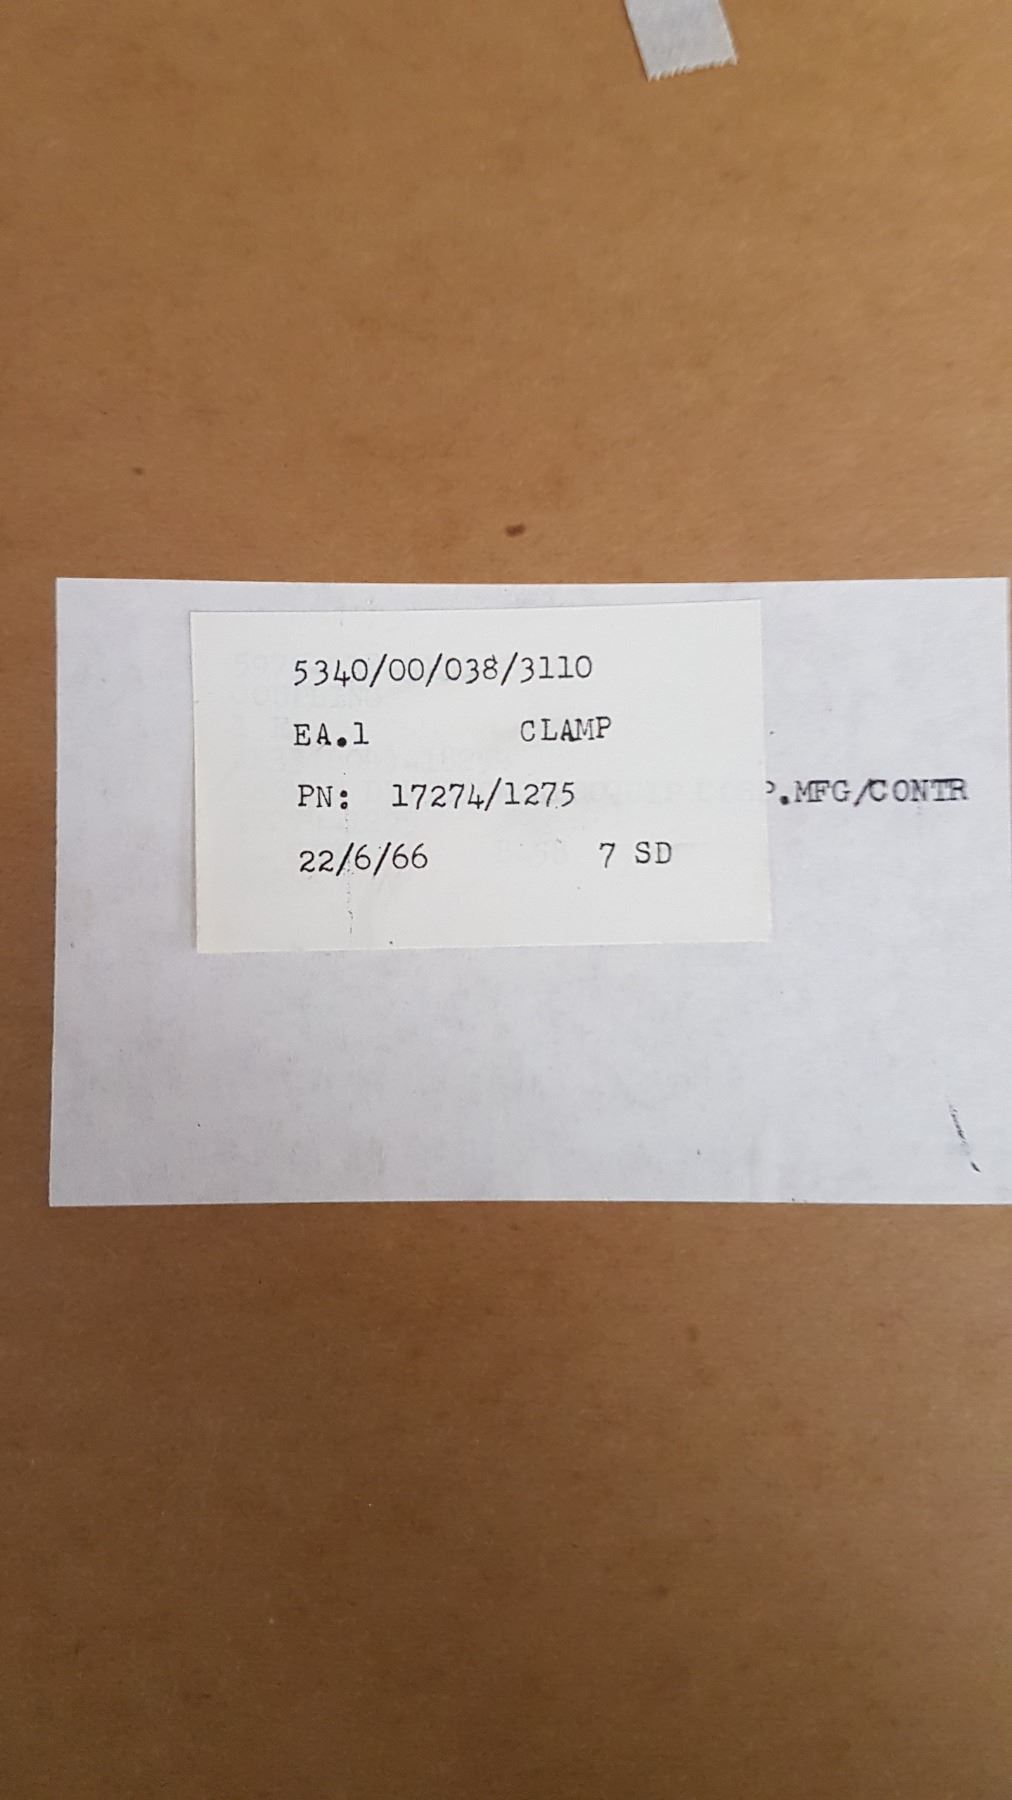 5340/00/038/3110
EA.1 CLAMP
PN: 17274/1275 .MFG/CONTR
22/6/66 7 SD